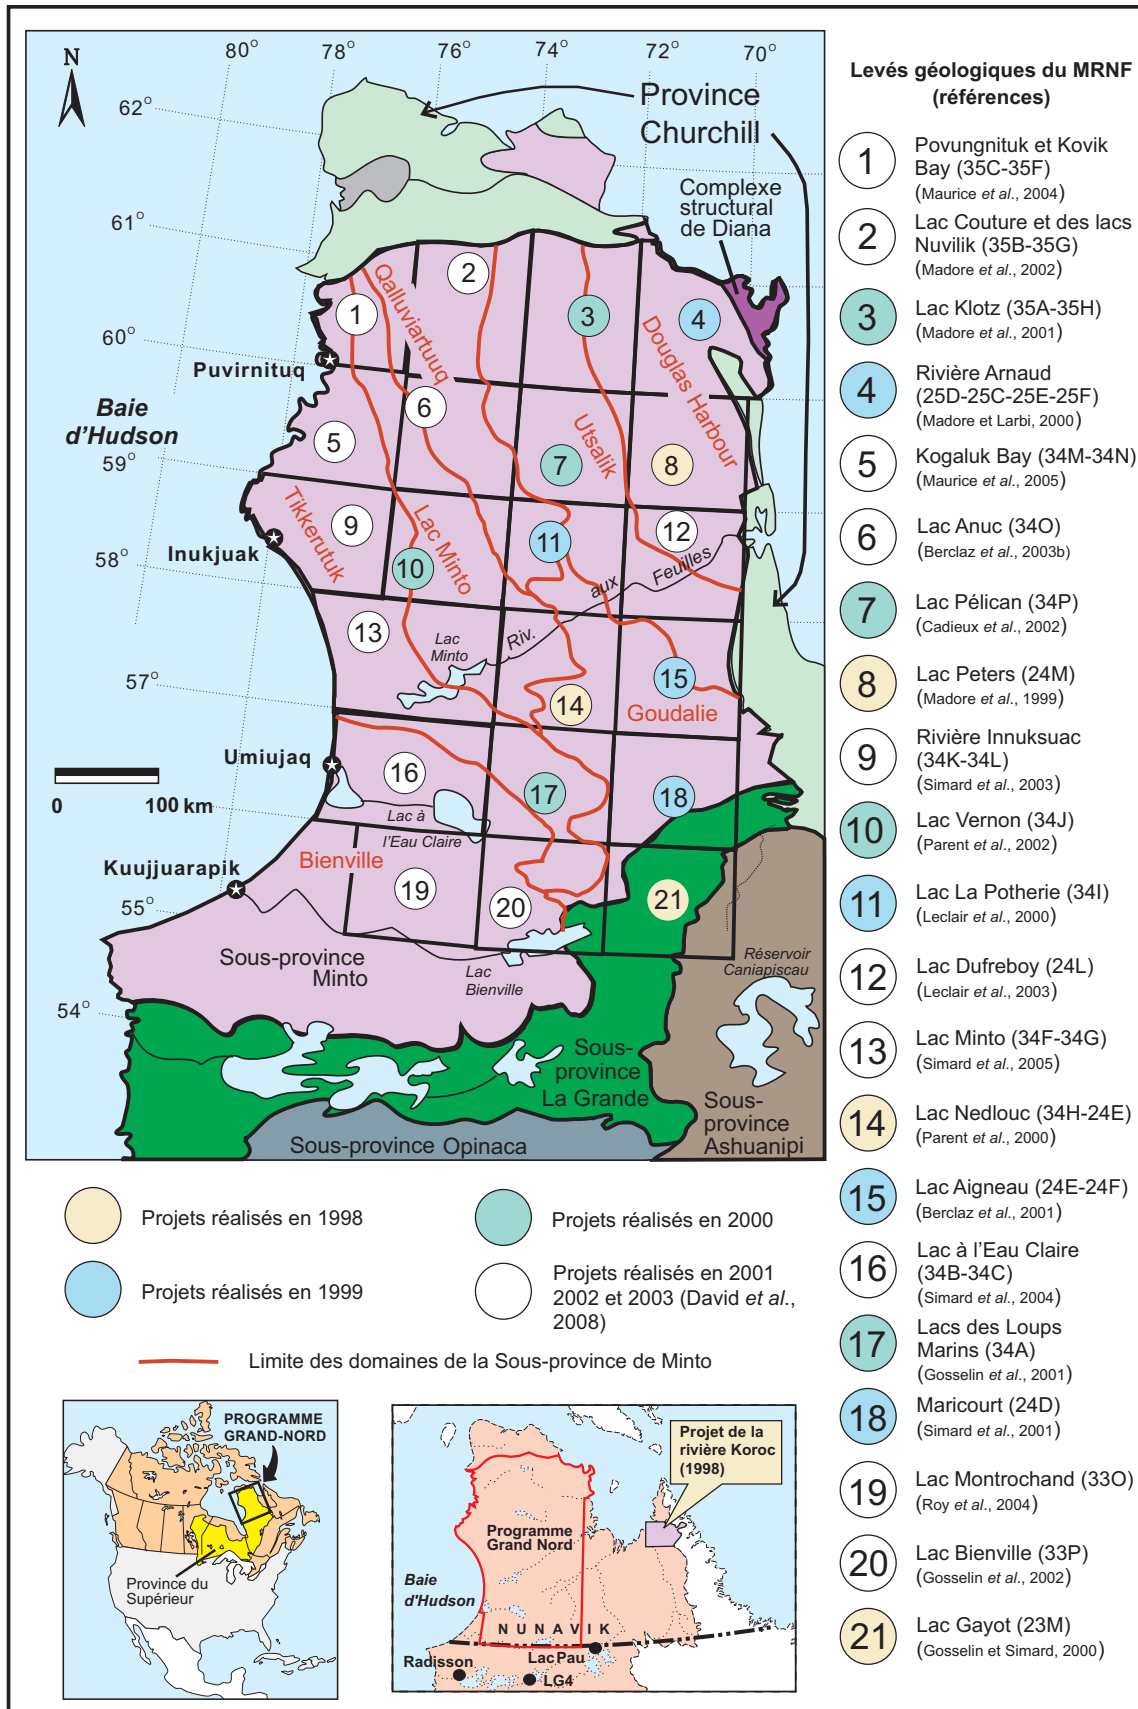 N
80°
78°
76°
74°
72°
70°
62°
61°
60°
59°
58°
57°
55°
54°
Province
Churchill
Complexe
structural
de Diana
Qalluviartuuq
Douglas Harbour
Utsalik
Tikkerutuk
Lac Minto
Goudalie
Bienville
1
2
3
4
5
6
7
8
9
10
11
12
13
14
15
16
17
18
19
20
21
Puvirnituq
Baie
d'Hudson
Inukjuak
Umiujaq
Kuujjuarapik
Riv.
aux
Feuilles
Lac
Minto
Lac à
l'Eau Claire
Lac
Bienville
Réservoir
Caniapiscau
0
100 km
Sous-province
Minto
Sous-
province
La Grande
Sous-
province
Ashuanipi
Sous-province Opinaca
Levés géologiques du MRNF
(références)
1
Povungnituk et Kovik
Bay (35C-35F)
(Maurice et al., 2004)
2
Lac Couture et des lacs
Nuvilik (35B-35G)
(Madore et al., 2002)
3
Lac Klotz (35A-35H)
(Madore et al., 2001)
4
Rivière Arnaud
(25D-25C-25E-25F)
(Madore et Larbi, 2000)
5
Kogaluk Bay (34M-34N)
(Maurice et al., 2005)
6
Lac Anuc (34O)
(Berclaz et al., 2003b)
7
Lac Pélican (34P)
(Cadieux et al., 2002)
8
Lac Peters (24M)
(Madore et al., 1999)
9
Rivière Innuksuac
(34K-34L)
(Simard et al., 2003)
10
Lac Vernon (34J)
(Parent et al., 2002)
11
Lac La Potherie (34I)
(Leclair et al., 2000)
12
Lac Dufreboy (24L)
(Leclair et al., 2003)
13
Lac Minto (34F-34G)
(Simard et al., 2005)
14
Lac Nedlouc (34H-24E)
(Parent et al., 2000)
15
Lac Aigneau (24E-24F)
(Berclaz et al., 2001)
16
Lac à l'Eau Claire
(34B-34C)
(Simard et al., 2004)
17
Lacs des Loups
Marins (34A)
(Gosselin et al., 2001)
18
Maricourt (24D)
(Simard et al., 2001)
19
Lac Montrochand (33O)
(Roy et al., 2004)
20
Lac Bienville (33P)
(Gosselin et al., 2002)
21
Lac Gayot (23M)
(Gosselin et Simard, 2000)
Projets réalisés en 1998
Projets réalisés en 1999
Projets réalisés en 2000
Projets réalisés en 2001
2002 et 2003 (David et al.,
2008)
Limite des domaines de la Sous-province de Minto
PROGRAMME
GRAND-NORD
Province du
Supérieur
Projet de la
rivière Koroc
(1998)
Programme
Grand Nord
Baie
d'Hudson
NUNAVIK
Lac Pau
Radisson
LG4